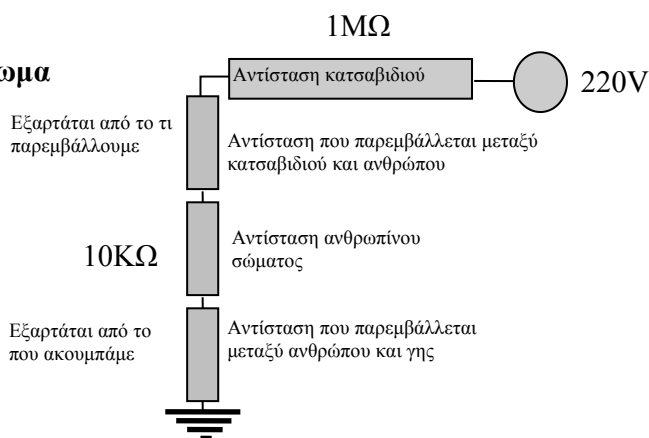 1ΜΩ
ωμα
Αντίσταση κατσαβιδιού
220V
Εξαρτάται από το τι
παρεμβάλλουμε
Αντίσταση που παρεμβάλλεται μεταξύ
κατσαβιδιού και ανθρώπου
10ΚΩ
Αντίσταση ανθρωπίνου
σώματος
Εξαρτάται από το
που ακουμπάμε
Αντίσταση που παρεμβάλλεται
μεταξύ ανθρώπου και γης